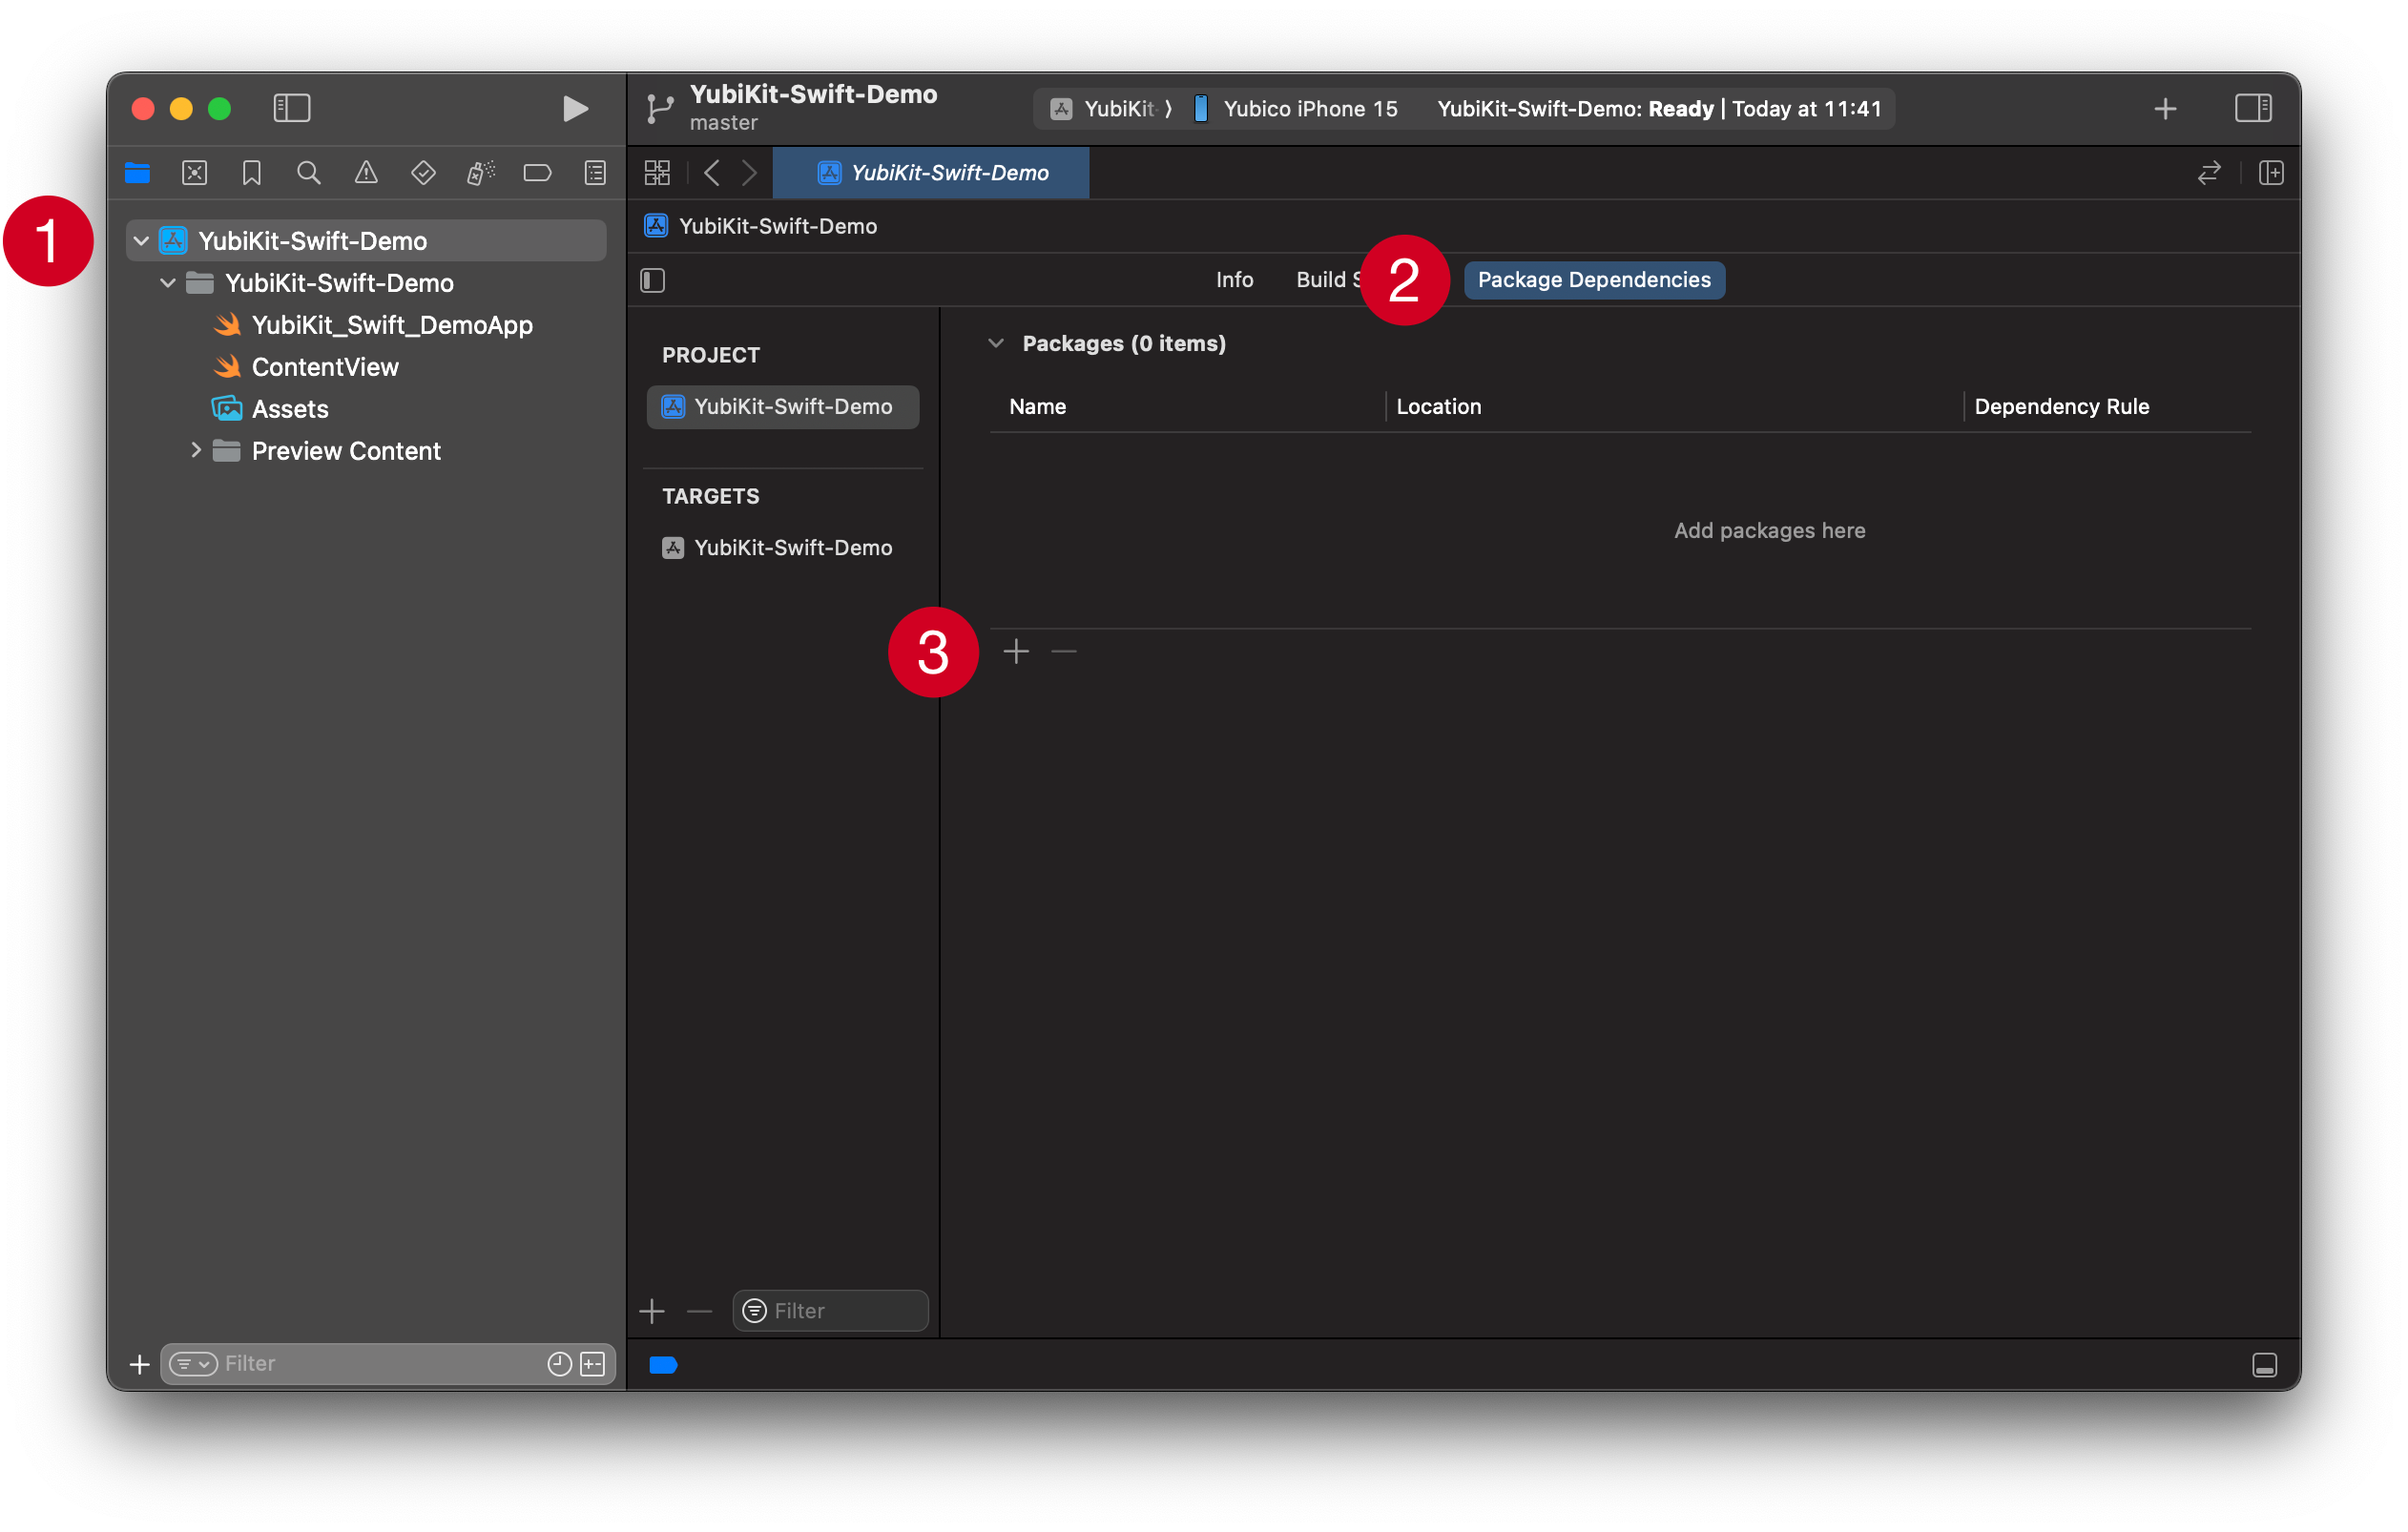 YubiKit-Swift-Demo
master
YubiKit
Yubico iPhone 15
YubiKit-Swift-Demo: Ready | Today at 11:41
1
YubiKit-Swift-Demo
YubiKit-Swift-Demo
YubiKit_Swift_DemoApp
ContentView
Assets
Preview Content
Filter
YubiKit-Swift-Demo
YubiKit-Swift-Demo
Info
Build S
2
Package Dependencies
PROJECT
YubiKit-Swift-Demo
TARGETS
YubiKit-Swift-Demo
Filter
Packages (0 items)
Name
Location
Dependency Rule
Add packages here
3